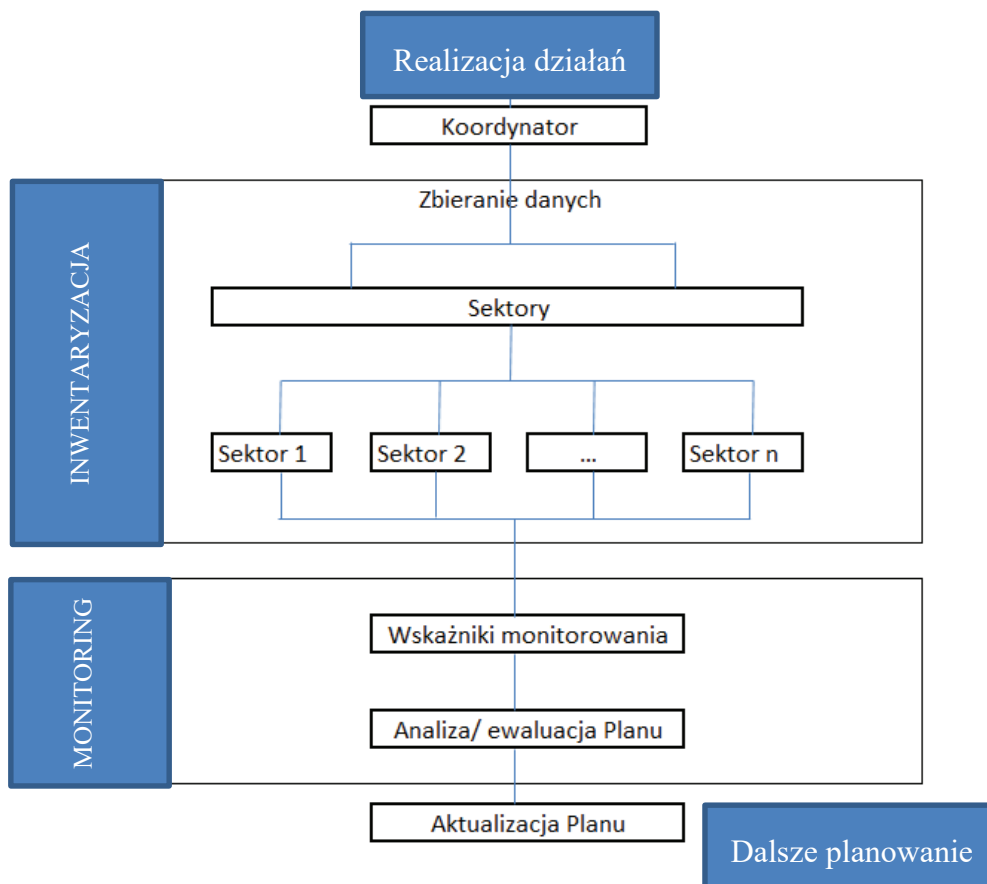 Realizacja działań
Koordynator
INWENTARYZACJA
Zbieranie danych
Sektory
Sektor 1
Sektor 2
...
Sektor n
MONITORING
Wskażniki monitorowania
Analiza/ ewaluacja Planu
Aktualizacja Planu
Dalsze planowanie